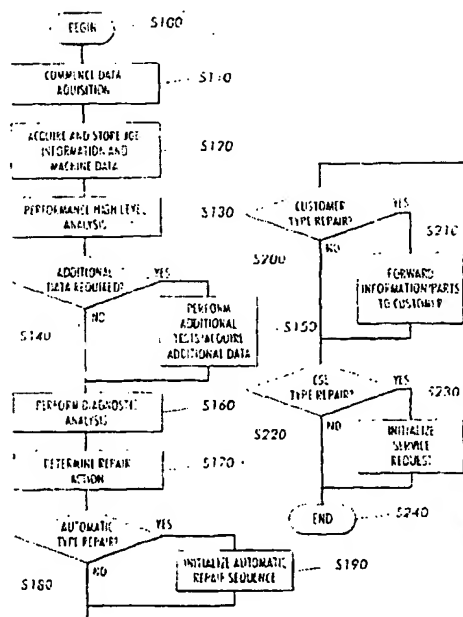 BEGIN
S100
COMMENCE DATA
AQUISITION
S110
ACQUIRE AND STORE JOB
INFORMATION AND
MACHINE DATA
S120
PERFORMANCE HIGH LEVEL
ANALYSIS
S130
ADDITIONAL
DATA REQUIRED?
YES
NO
S140
PERFORM
ADDITIONAL
TESTS/ACQUIRE
ADDITIONAL DATA
S150
PERFORM DIAGNOSTIC
ANALYSIS
S160
DETERMINE REPAIR
ACTION
S170
AUTOMATIC
TYPE REPAIR?
YES
NO
S180
INITIALIZE AUTOMATIC
REPAIR SEQUENCE
S190
CUSTOMER
TYPE REPAIR?
YES
NO
S200
S210
FORWARD
INFORMATION/PARTS
TO CUSTOMER
CSE
TYPE REPAIR?
YES
NO
S220
S230
INITIALIZE
SERVICE
REQUEST
END
S240